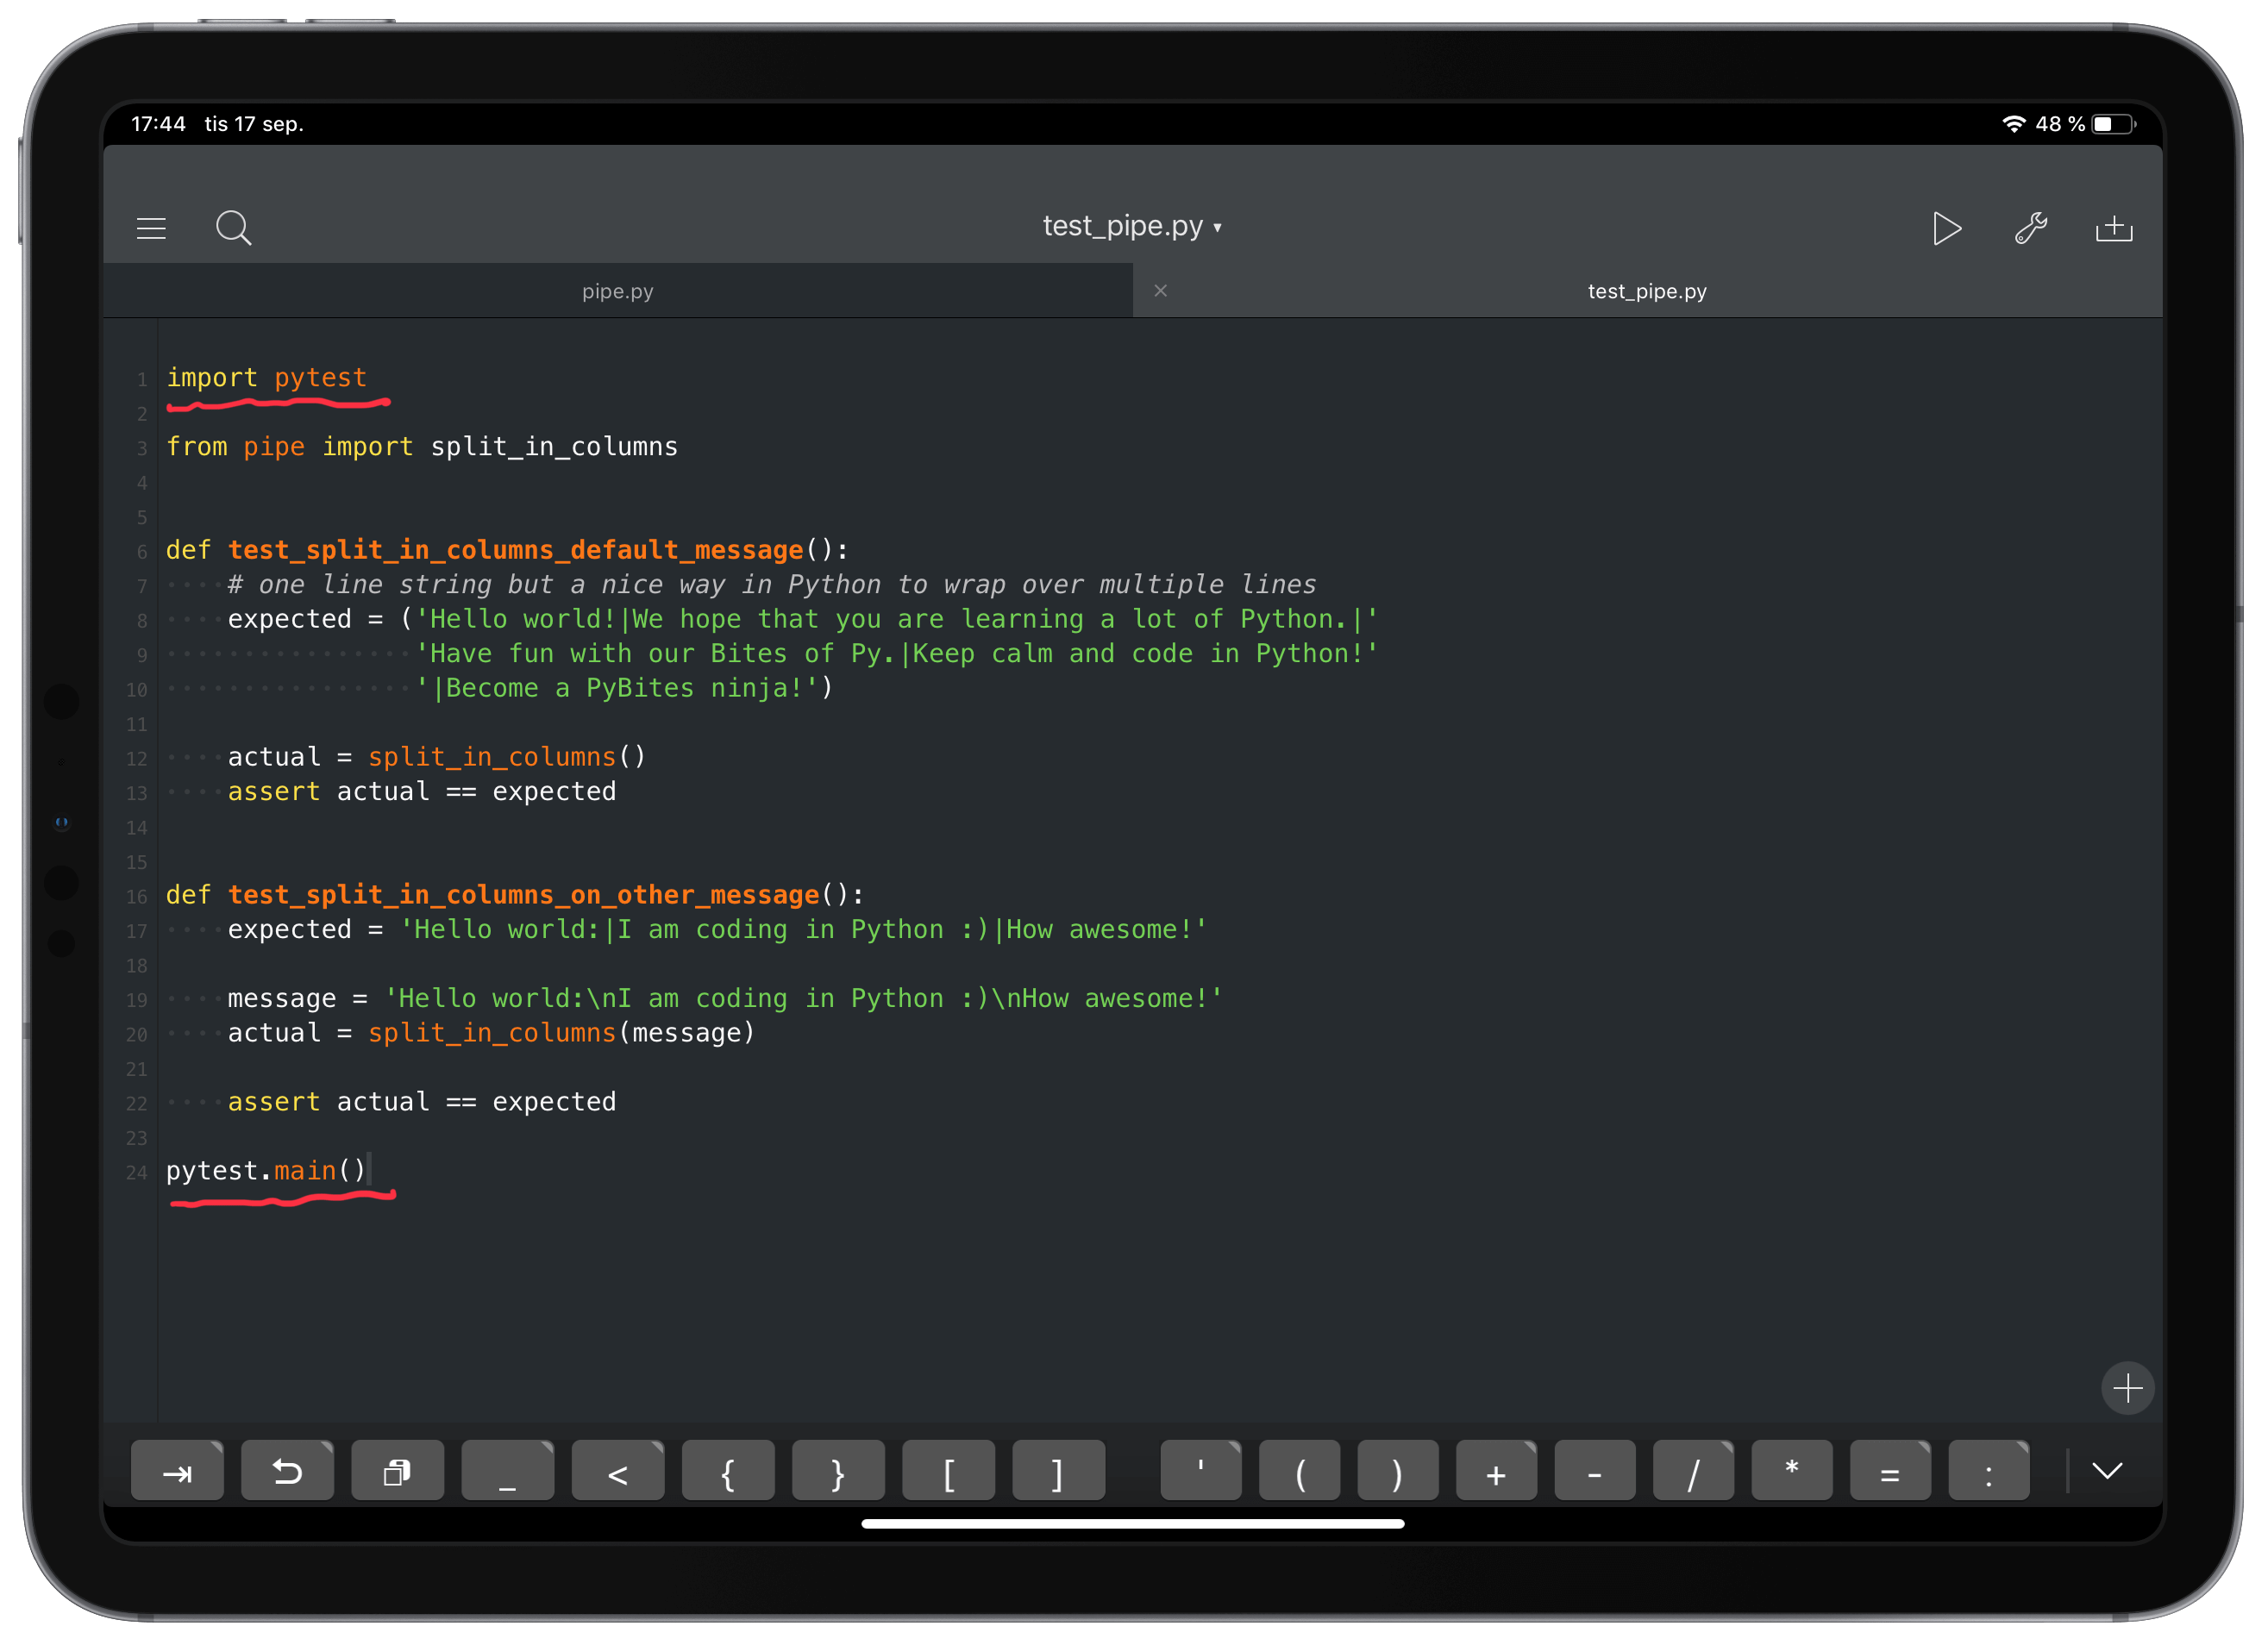 17:44 tis 17 sep. 48 %
test_pipe.py ▾
pipe.py × test_pipe.py
1 import pytest
2
3 from pipe import split_in_columns
4
5
6 def test_split_in_columns_default_message():
7 # one line string but a nice way in Python to wrap over multiple lines
8 expected = ('Hello world!|We hope that you are learning a lot of Python.|'
9 'Have fun with our Bites of Py.|Keep calm and code in Python!'
10 '|Become a PyBites ninja!')
11
12 actual = split_in_columns()
13 assert actual == expected
14
15
16 def test_split_in_columns_on_other_message():
17 expected = 'Hello world:|I am coding in Python :)|How awesome!'
18
19 message = 'Hello world:\nI am coding in Python :)\nHow awesome!'
20 actual = split_in_columns(message)
21
22 assert actual == expected
23
24 pytest.main()
_ < { } [ ] ' ( ) + - / * = :